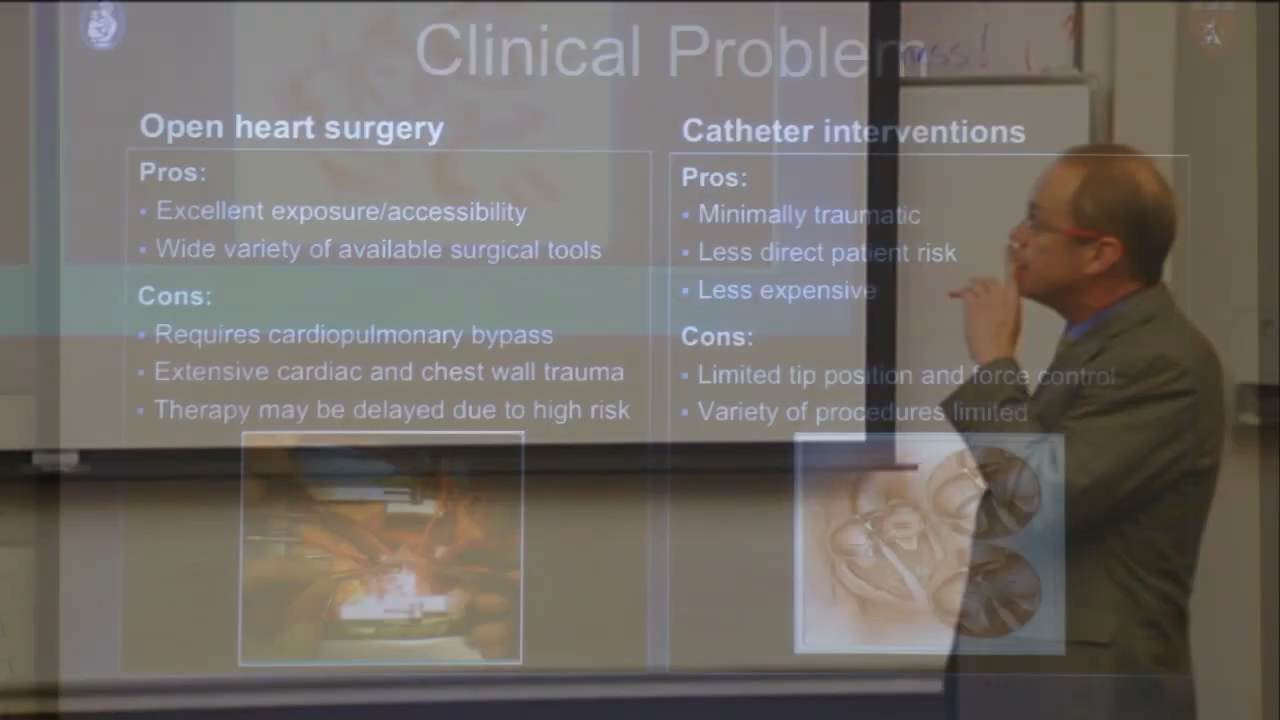 Clinical Problem
ness!
Open heart surgery
Pros:
▪ Excellent exposure/accessibility
▪ Wide variety of available surgical tools
Cons:
▪ Requires cardiopulmonary bypass
▪ Extensive cardiac and chest wall trauma
▪ Therapy may be delayed due to high risk
Catheter interventions
Pros:
▪ Minimally traumatic
▪ Less direct patient risk
▪ Less expensive
Cons:
▪ Limited tip position and force control
▪ Variety of procedures limited